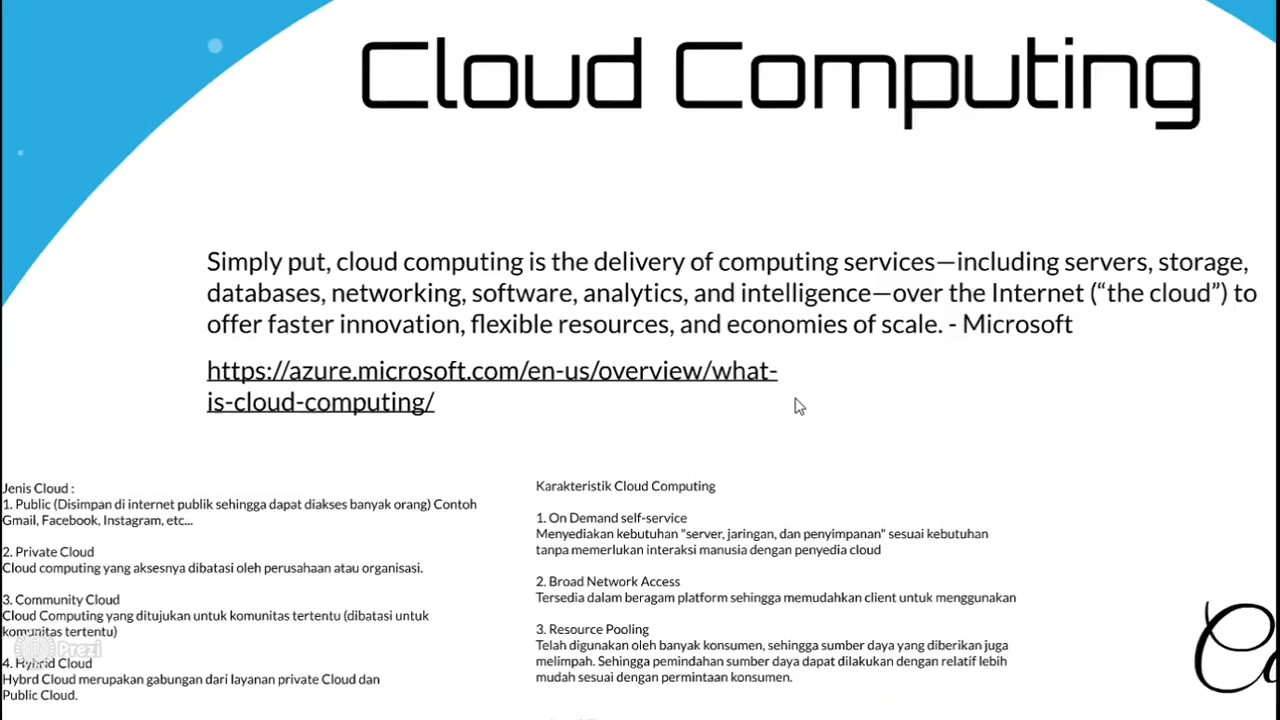 Cloud Computing
Simply put, cloud computing is the delivery of computing services—including servers, storage,
databases, networking, software, analytics, and intelligence—over the Internet (“the cloud”) to
offer faster innovation, flexible resources, and economies of scale. - Microsoft
https://azure.microsoft.com/en-us/overview/what-
is-cloud-computing/
Jenis Cloud :
1. Public (Disimpan di internet publik sehingga dapat diakses banyak orang) Contoh
Gmail, Facebook, Instagram, etc...
2. Private Cloud
Cloud computing yang aksesnya dibatasi oleh perusahaan atau organisasi.
3. Community Cloud
Cloud Computing yang ditujukan untuk komunitas tertentu (dibatasi untuk
komunitas tertentu)
4. Hybrid Cloud
Hybrd Cloud merupakan gabungan dari layanan private Cloud dan
Public Cloud.
Prezi
Karakteristik Cloud Computing
1. On Demand self-service
Menyediakan kebutuhan "server, jaringan, dan penyimpanan" sesuai kebutuhan
tanpa memerlukan interaksi manusia dengan penyedia cloud
2. Broad Network Access
Tersedia dalam beragam platform sehingga memudahkan client untuk menggunakan
3. Resource Pooling
Telah digunakan oleh banyak konsumen, sehingga sumber daya yang diberikan juga
melimpah. Sehingga pemindahan sumber daya dapat dilakukan dengan relatif lebih
mudah sesuai dengan permintaan konsumen.